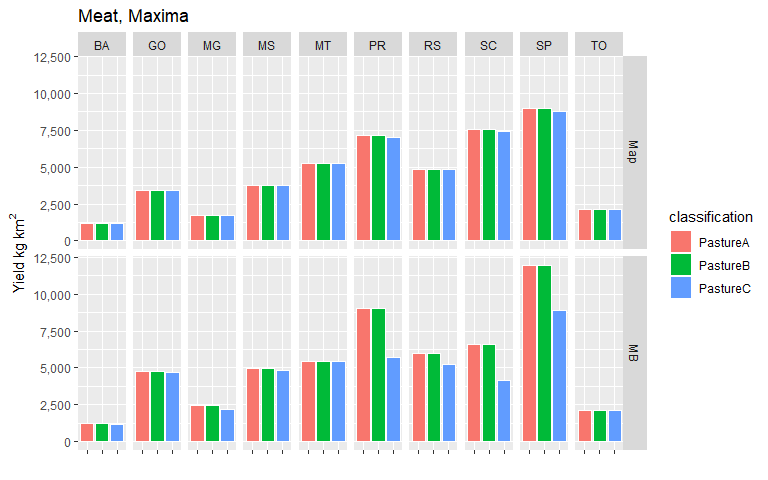 Meat, Maxima
BA GO MG MS MT PR RS SC SP TO
12,500
10,000
7,500
5,000
2,500
0
Map
12,500
10,000
7,500
5,000
2,500
0
MB
Yield kg km²
classification
PastureA
PastureB
PastureC